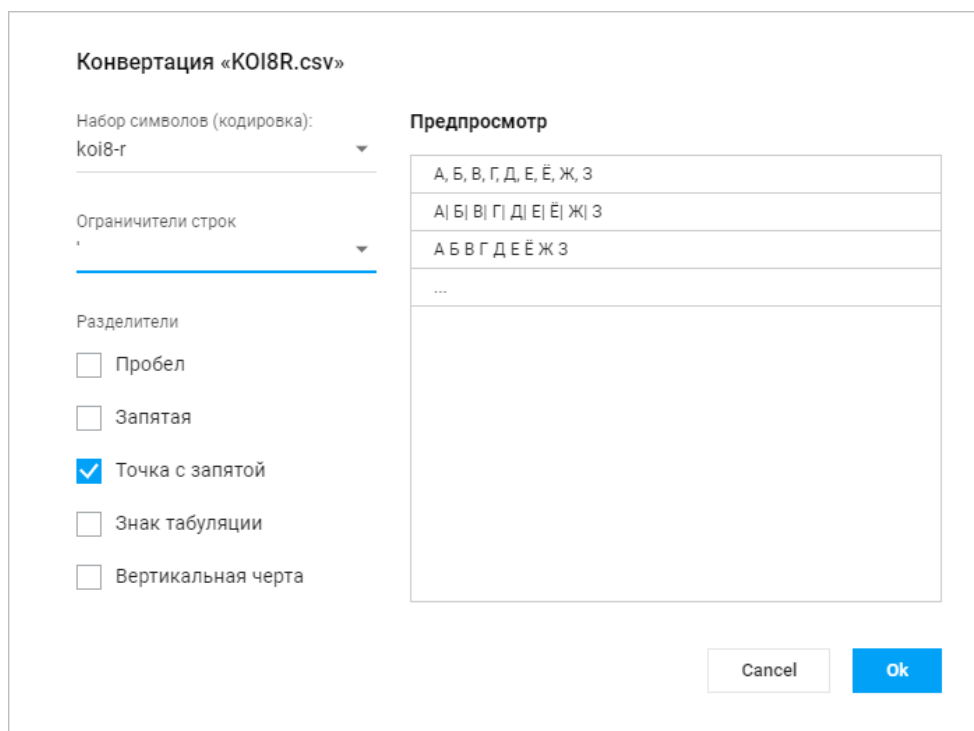 Конвертация «KOI8R.csv»
Набор символов (кодировка):
koi8-r
Ограничители строк
'
Разделители
Пробел
Запятая
Точка с запятой
Знак табуляции
Вертикальная черта
Предпросмотр
А, Б, В, Г, Д, Е, Ё, Ж, З
А| Б| В| Г| Д| Е| Ё| Ж| З
А Б В Г Д Е Ё Ж З
...
Cancel
Ok